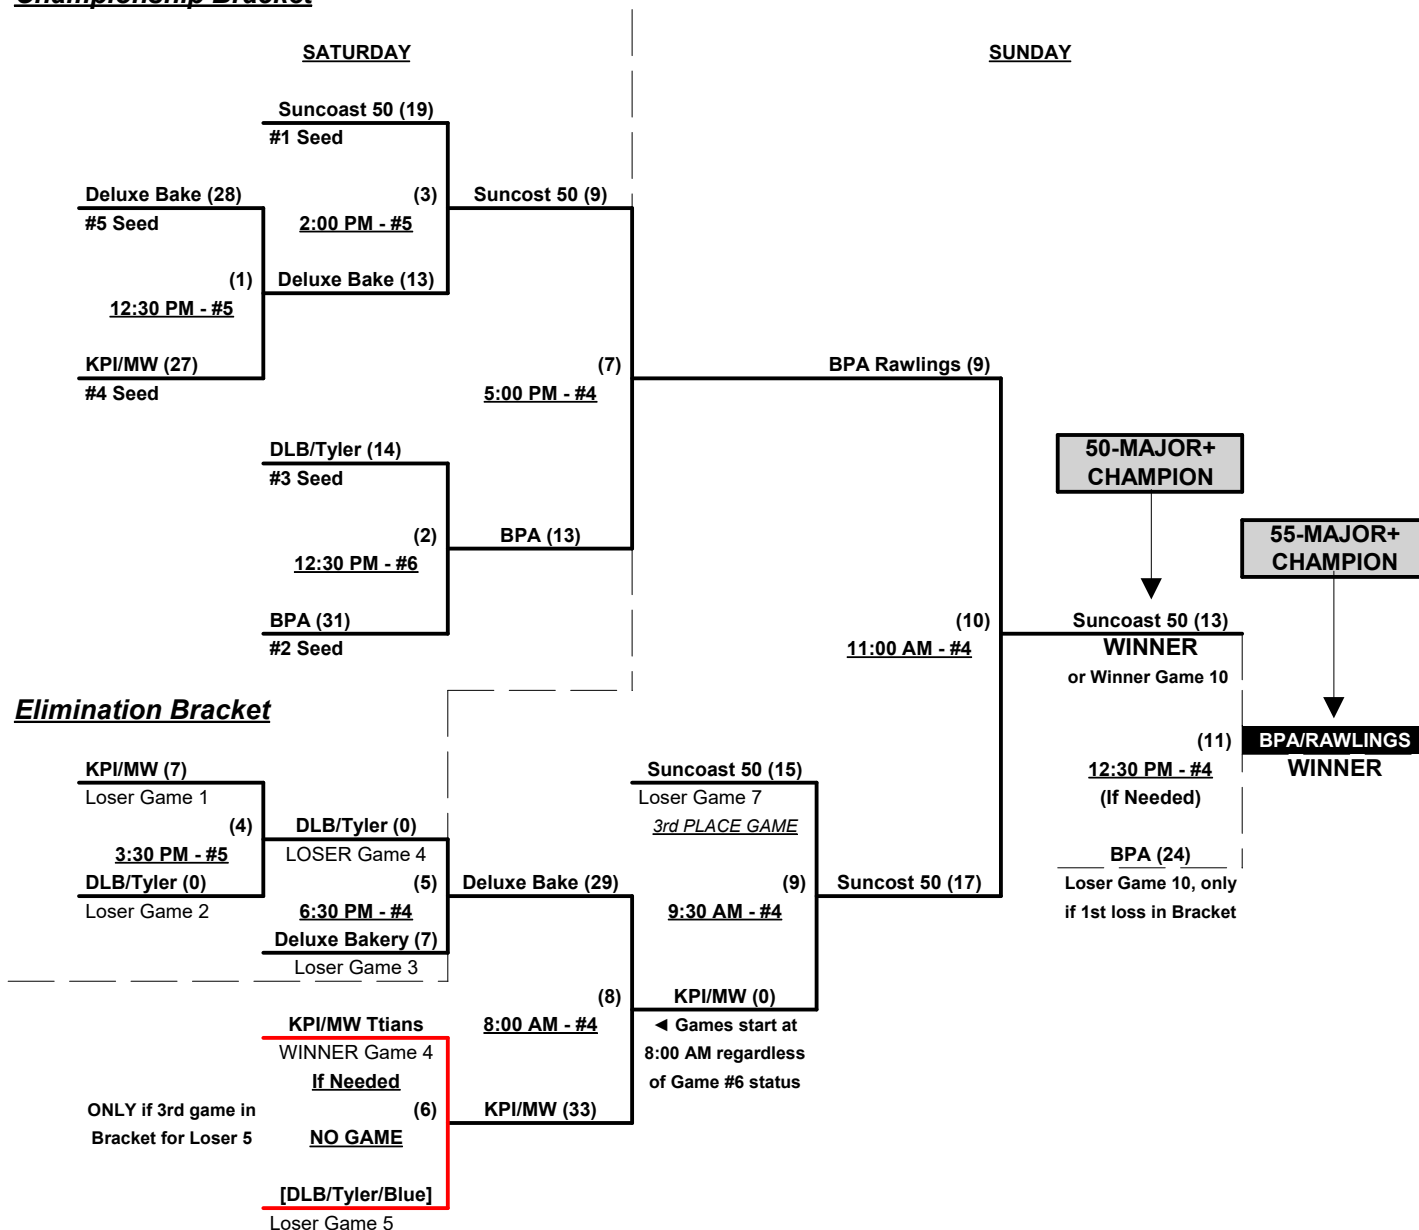 Championship Bracket
SATURDAY
SUNDAY
Suncoast 50 (19)
#1 Seed
Deluxe Bake (28)
#5 Seed
(3)
2:00 PM - #5
Suncost 50 (9)
(1)
12:30 PM - #5
Deluxe Bake (13)
KPI/MW (27)
#4 Seed
(7)
5:00 PM - #4
BPA Rawlings (9)
DLB/Tyler (14)
#3 Seed
(2)
12:30 PM - #6
BPA (13)
BPA (31)
#2 Seed
50-MAJOR+
CHAMPION
55-MAJOR+
CHAMPION
(10)
11:00 AM - #4
Suncoast 50 (13)
WINNER
or Winner Game 10
(11)
12:30 PM - #4
(If Needed)
BPA/RAWLINGS
WINNER
BPA (24)
Loser Game 10, only
if 1st loss in Bracket
Elimination Bracket
KPI/MW (7)
Loser Game 1
(4)
3:30 PM - #5
DLB/Tyler (0)
Loser Game 2
DLB/Tyler (0)
LOSER Game 4
(5)
6:30 PM - #4
Deluxe Bakery (7)
Loser Game 3
Deluxe Bake (29)
Suncoast 50 (15)
Loser Game 7
3rd PLACE GAME
(9)
9:30 AM - #4
Suncost 50 (17)
(8)
8:00 AM - #4
KPI/MW (0)
◄ Games start at
8:00 AM regardless
of Game #6 status
KPI/MW Ttians
WINNER Game 4
If Needed
(6)
NO GAME
ONLY if 3rd game in
Bracket for Loser 5
KPI/MW (33)
[DLB/Tyler/Blue]
Loser Game 5